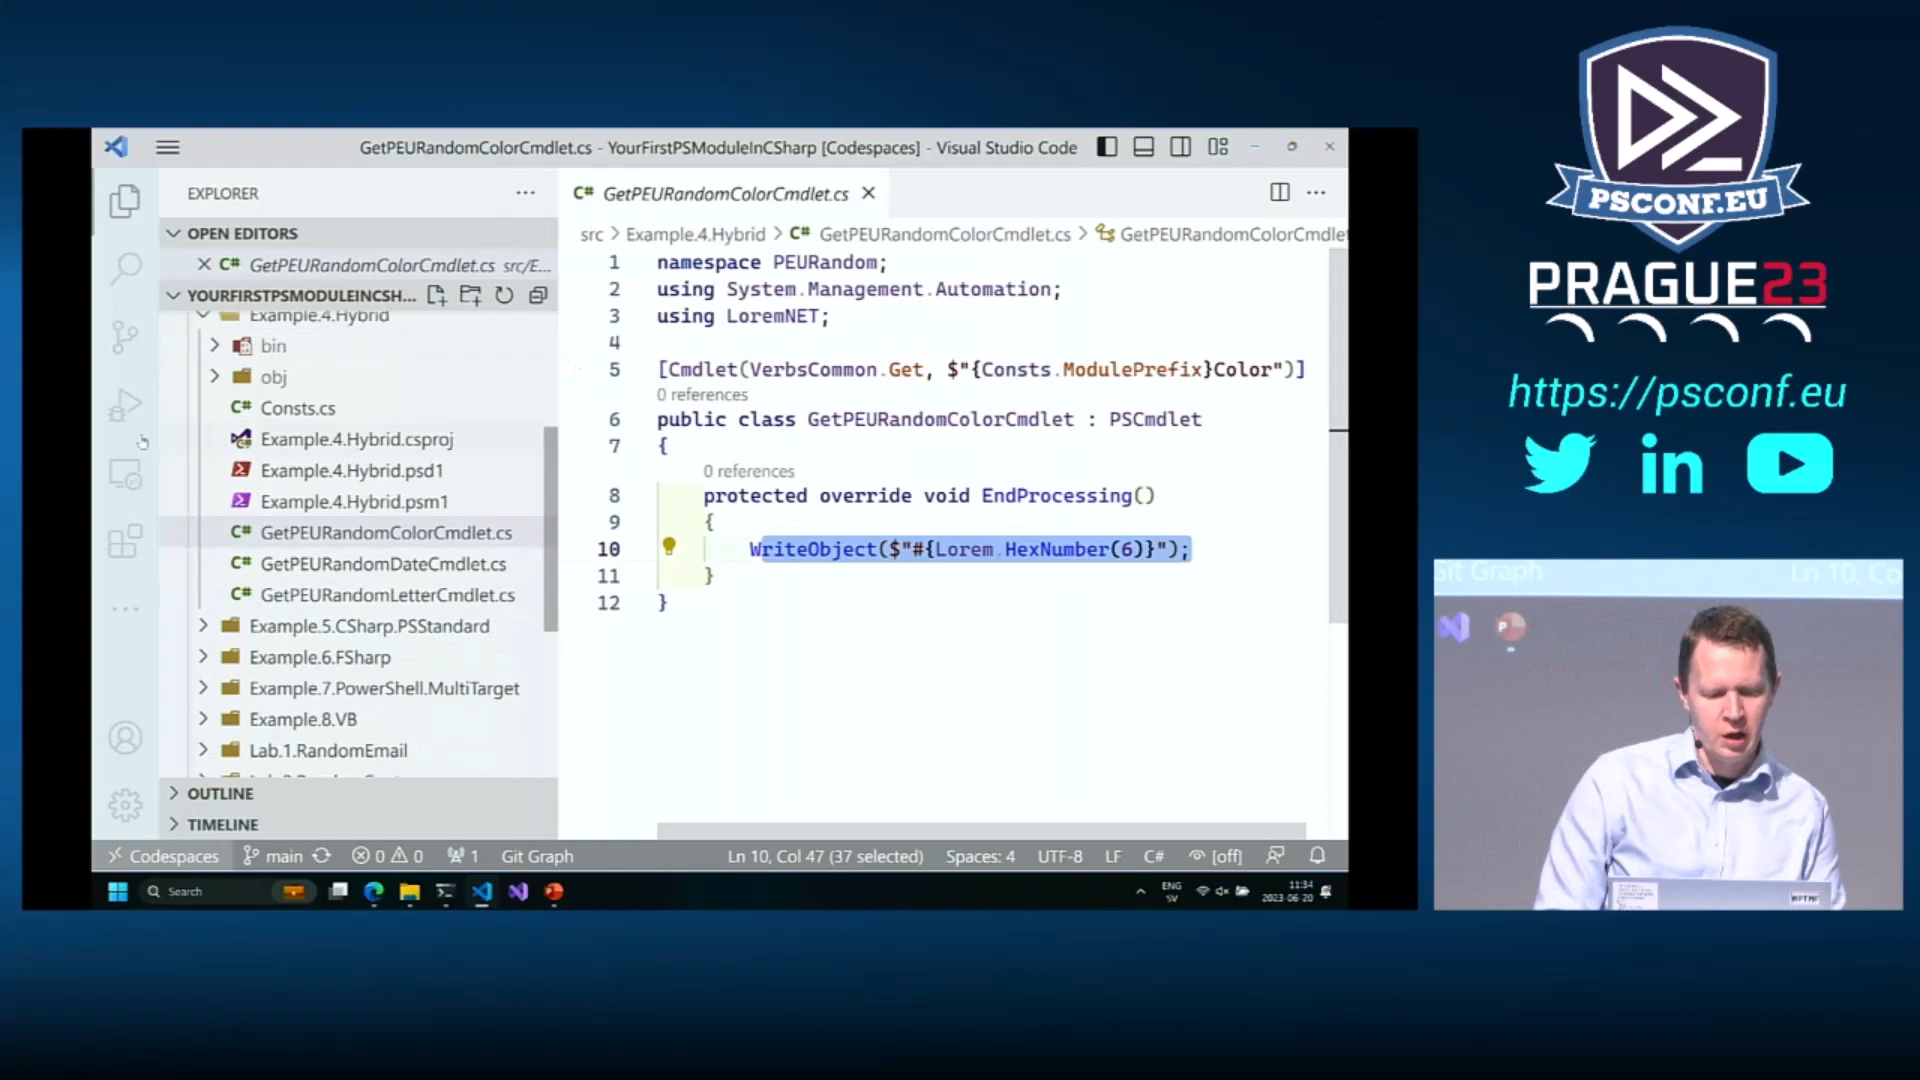 GetPEURandomColorCmdlet.cs - YourFirstPSModuleInCSharp [Codespaces] - Visual Studio Code
EXPLORER
OPEN EDITORS
C# GetPEURandomColorCmdlet.cs src/E...
YOURFIRSTPSMODULEINCSH...
Example.4.Hybrid
bin
obj
C# Consts.cs
Example.4.Hybrid.csproj
Example.4.Hybrid.psd1
Example.4.Hybrid.psm1
C# GetPEURandomColorCmdlet.cs
C# GetPEURandomDateCmdlet.cs
C# GetPEURandomLetterCmdlet.cs
Example.5.CSharp.PSStandard
Example.6.FSharp
Example.7.PowerShell.MultiTarget
Example.8.VB
Lab.1.RandomEmail
OUTLINE
TIMELINE
C# GetPEURandomColorCmdlet.cs
src > Example.4.Hybrid > C# GetPEURandomColorCmdlet.cs > GetPEURandomColorCmdlet
1 namespace PEURandom;
2 using System.Management.Automation;
3 using LoremNET;
4
5 [Cmdlet(VerbsCommon.Get, $"{Consts.ModulePrefix}Color")]
0 references
6 public class GetPEURandomColorCmdlet : PSCmdlet
7 {
0 references
8 protected override void EndProcessing()
9 {
10 WriteObject($"#{Lorem.HexNumber(6)}");
11 }
12 }
Codespaces main 0 0 1 Git Graph Ln 10, Col 47 (37 selected) Spaces: 4 UTF-8 LF C# [off]
Search
ENG
SV
11:34
2023-06-20
PSCONF.EU
PRAGUE23
https://psconf.eu
in
Git Graph Ln 10, Co
P